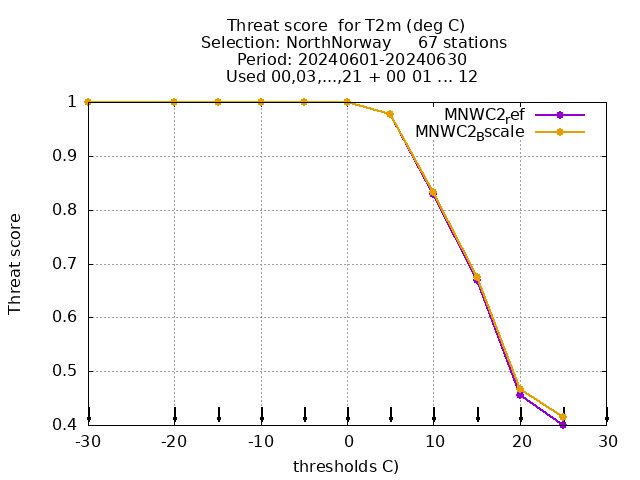 Threat score  for T2m (deg C)
Selection: NorthNorway     67 stations
Period: 20240601-20240630
Used 00,03,...,21 + 00 01 ... 12
MNWC2ref
MNWC2Bscale
1
0.9
0.8
0.7
0.6
0.5
0.4
Threat score
-30 -20 -10 0 10 20 30
thresholds C)